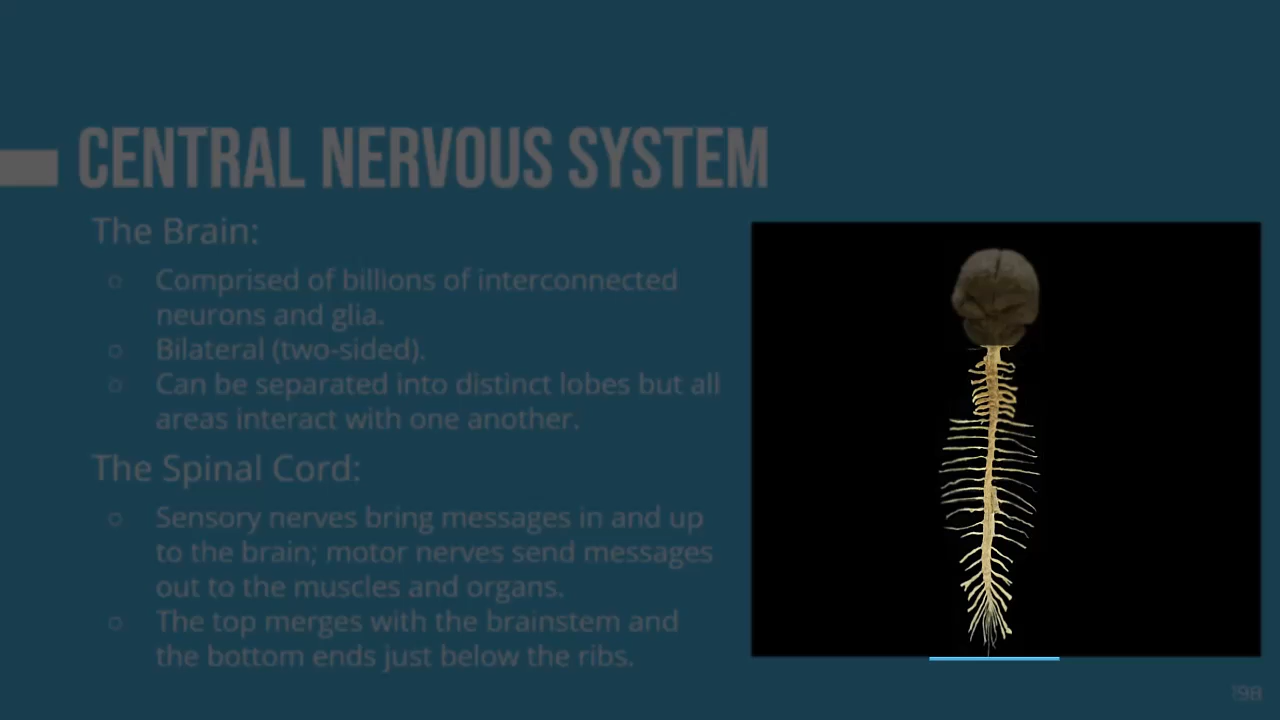 CENTRAL NERVOUS SYSTEM
The Brain:
○ Comprised of billions of interconnected
neurons and glia.
○ Bilateral (two-sided).
○ Can be separated into distinct lobes but all
areas interact with one another.
The Spinal Cord:
○ Sensory nerves bring messages in and up
to the brain; motor nerves send messages
out to the muscles and organs.
○ The top merges with the brainstem and
the bottom ends just below the ribs.
98